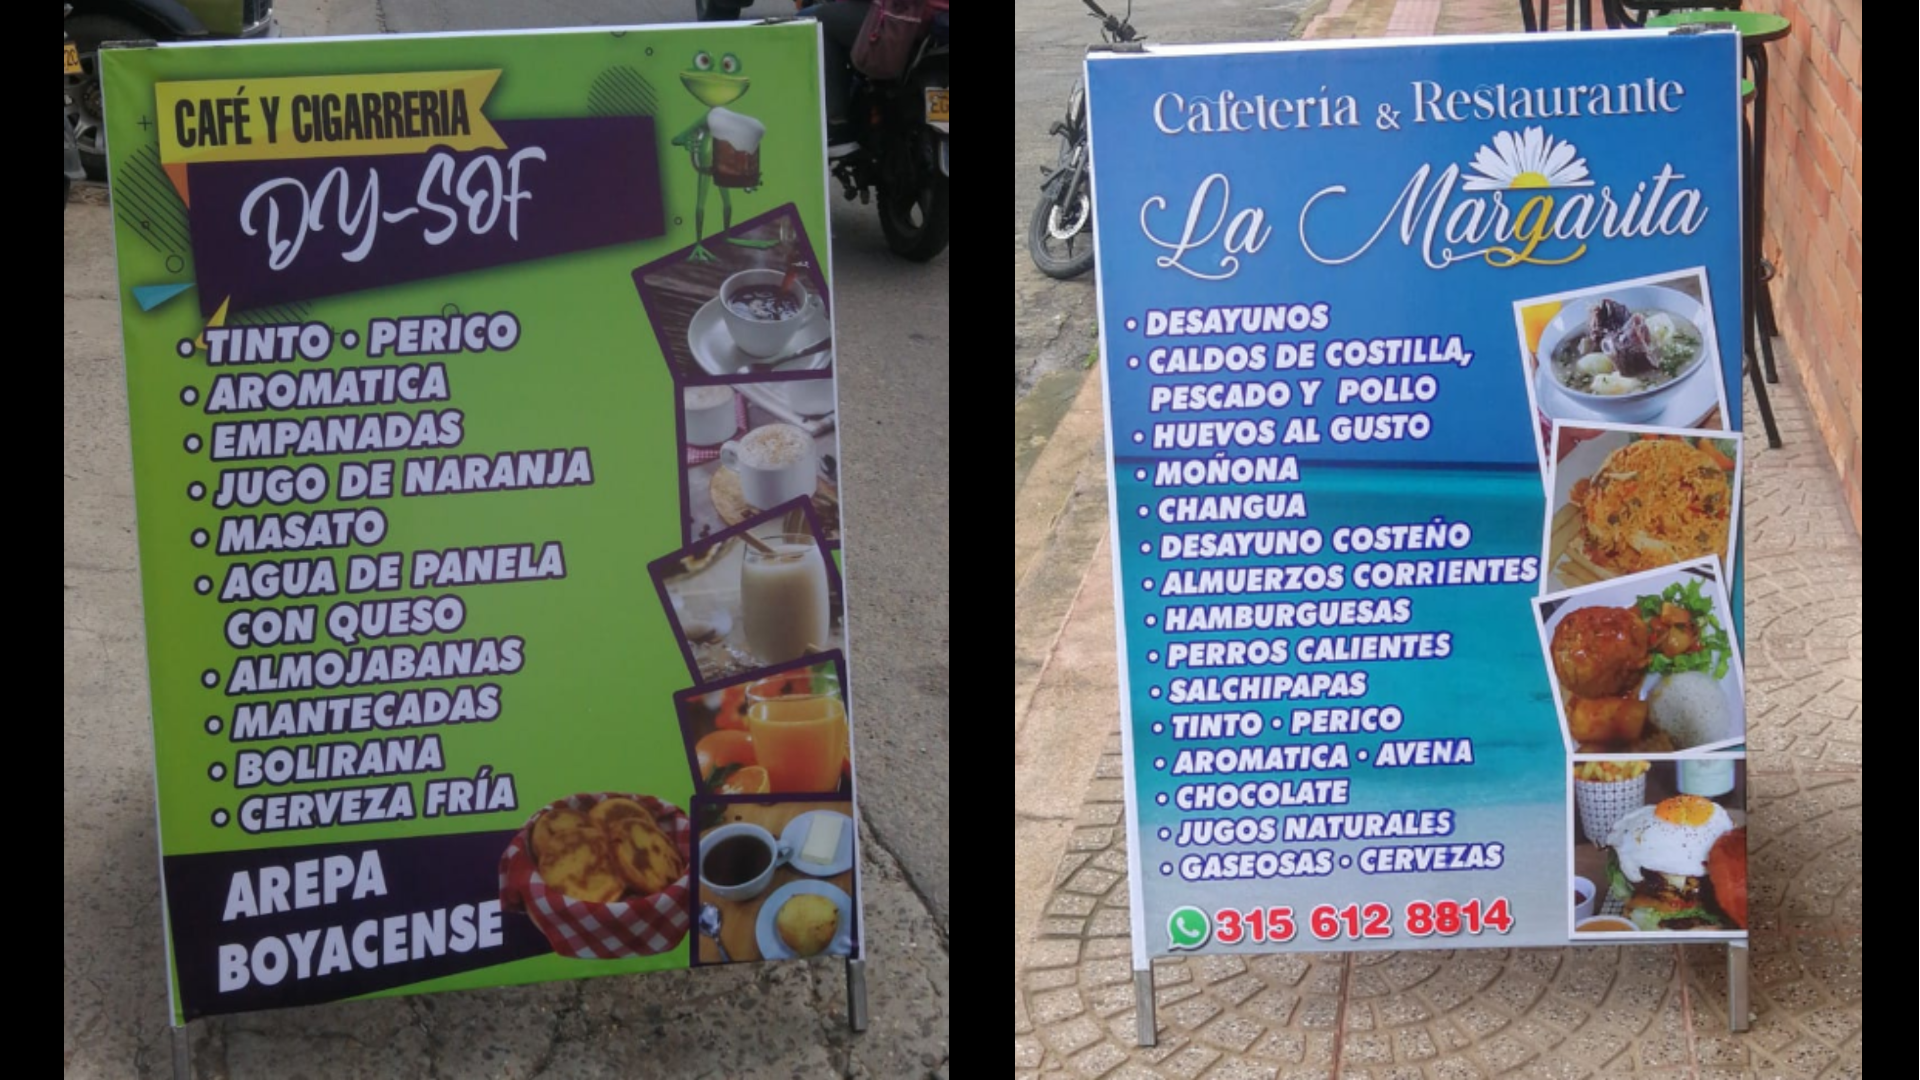 CAFÉ Y CIGARRERIA
DY-SOF
• TINTO • PERICO
• AROMATICA
• EMPANADAS
• JUGO DE NARANJA
• MASATO
• AGUA DE PANELA
CON QUESO
• ALMOJABANAS
• MANTECADAS
• BOLIRANA
• CERVEZA FRÍA
AREPA
BOYACENSE
Cafetería & Restaurante
La Margarita
• DESAYUNOS
• CALDOS DE COSTILLA,
PESCADO Y POLLO
• HUEVOS AL GUSTO
• MOÑONA
• CHANGUA
• DESAYUNO COSTEÑO
• ALMUERZOS CORRIENTES
• HAMBURGUESAS
• PERROS CALIENTES
• SALCHIPAPAS
• TINTO • PERICO
• AROMATICA • AVENA
• CHOCOLATE
• JUGOS NATURALES
• GASEOSAS • CERVEZAS
315 612 8814